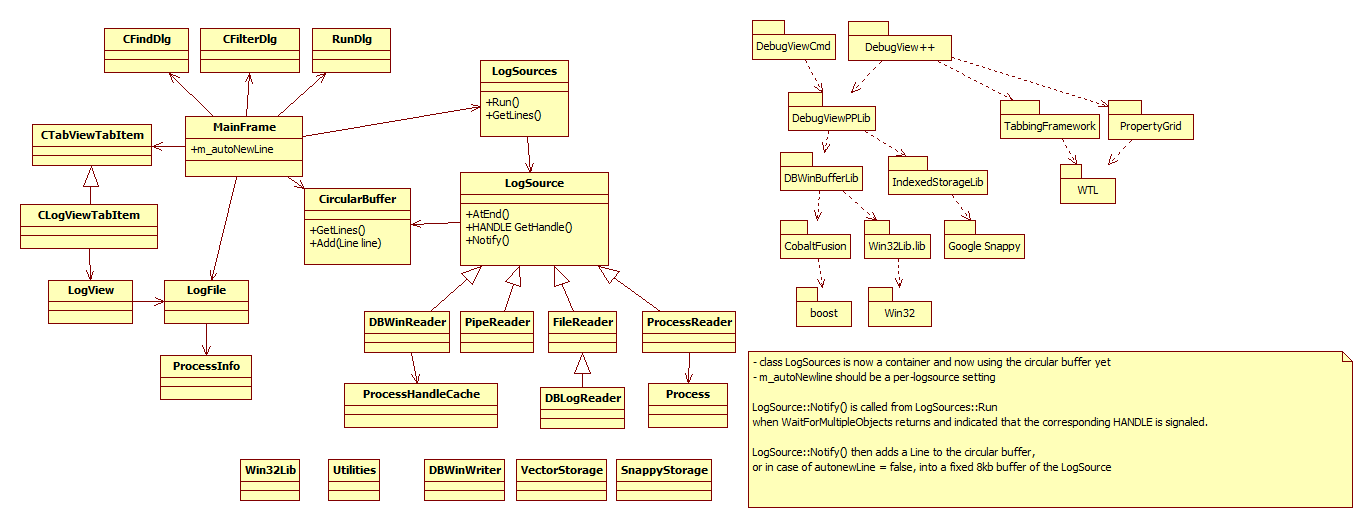 CFindDlg
CFilterDlg
RunDlg
LogSources
+Run()
+GetLines()
MainFrame
+m_autoNewLine
CTabViewTabItem
LogSource
+AtEnd()
+HANDLE GetHandle()
+Notify()
CircularBuffer
+GetLines()
+Add(Line line)
CLogViewTabItem
LogView
LogFile
ProcessInfo
DBWinReader
PipeReader
FileReader
ProcessReader
ProcessHandleCache
DBLogReader
Process
Win32Lib
Utilities
DBWinWriter
VectorStorage
SnappyStorage
DebugViewCmd
DebugView++
DebugViewPPLib
TabbingFramework
PropertyGrid
DBWinBufferLib
IndexedStorageLib
WTL
CobaltFusion
Win32Lib.lib
Google Snappy
boost
Win32
- class LogSources is now a container and now using the circular buffer yet
- m_autoNewline should be a per-logsource setting
LogSource::Notify() is called from LogSources::Run
when WaitForMultipleObjects returns and indicated that the corresponding HANDLE is signaled.
LogSource::Notify() then adds a Line to the circular buffer,
or in case of autonewLine = false, into a fixed 8kb buffer of the LogSource